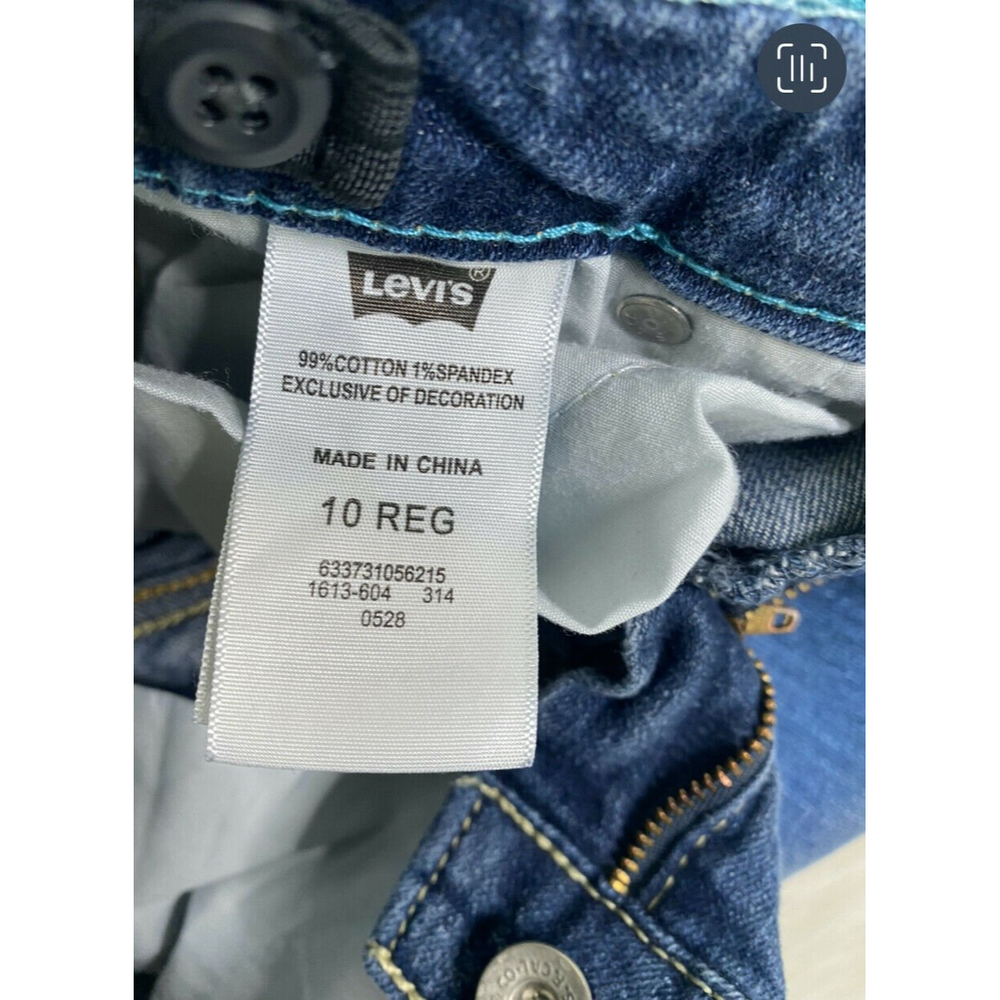 LEVI'S®
99%COTTON 1%SPANDEX
EXCLUSIVE OF DECORATION
MADE IN CHINA
10 REG
633731056215
1613-604 314
0528